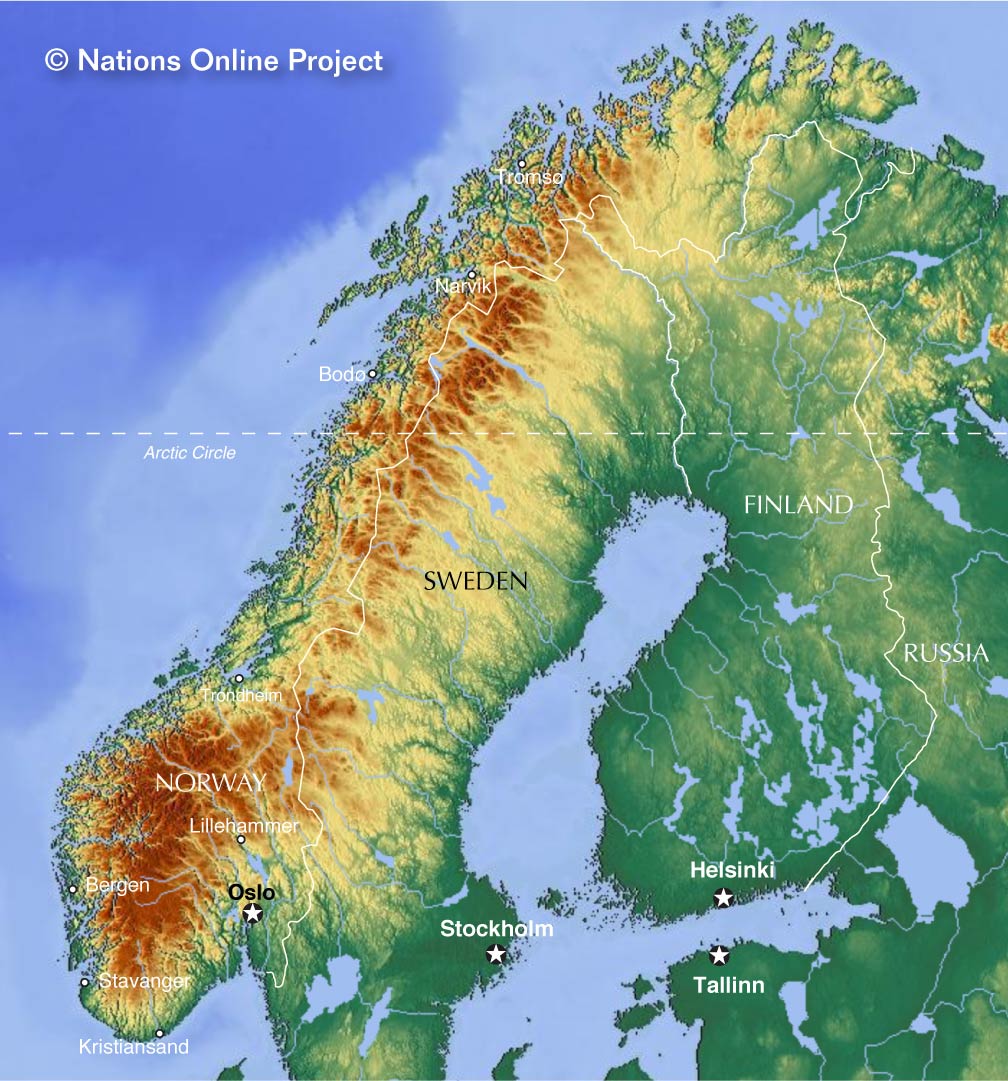 © Nations Online Project
Tromsø
Narvik
Bodø
Arctic Circle
FINLAND
SWEDEN
RUSSIA
Trondheim
NORWAY
Lillehammer
Helsinki
Bergen
Oslo
Stockholm
Stavanger
Tallinn
Kristiansand